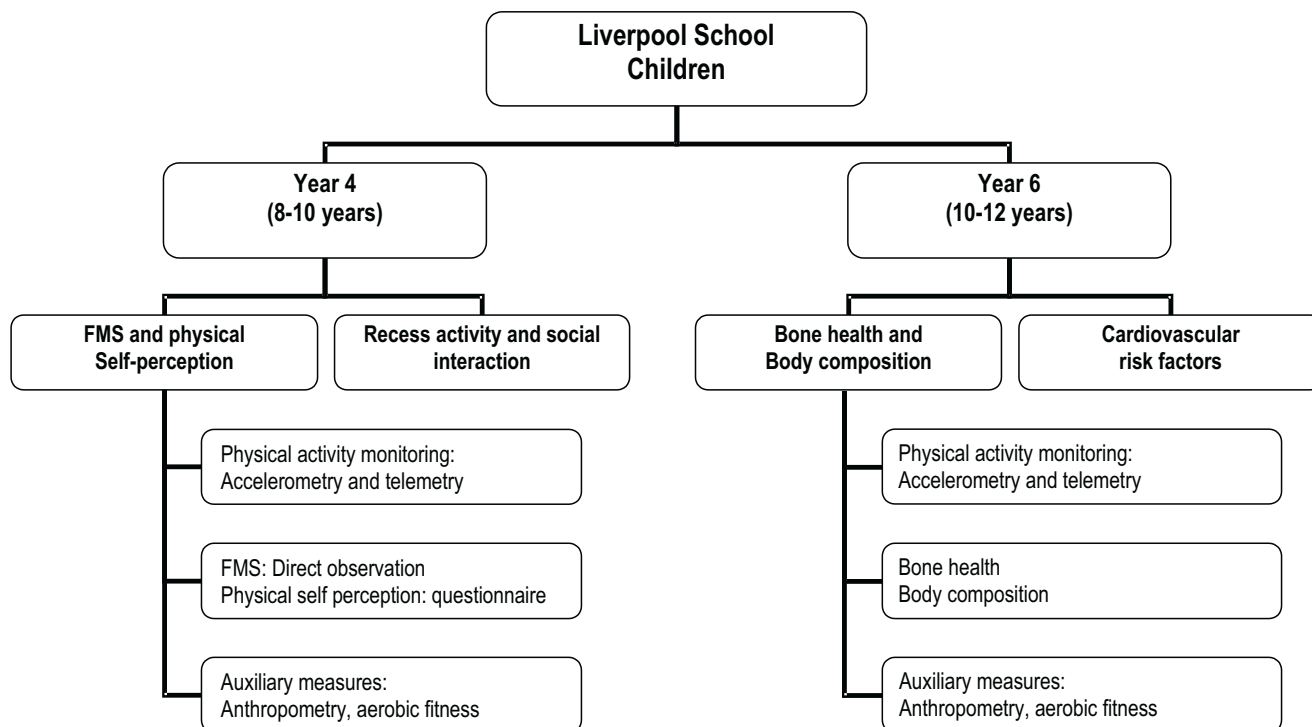 Liverpool School
Children
Year 4
(8-10 years)
Year 6
(10-12 years)
FMS and physical
Self-perception
Recess activity and social
interaction
Bone health and
Body composition
Cardiovascular
risk factors
Physical activity monitoring:
Accelerometry and telemetry
FMS: Direct observation
Physical self perception: questionnaire
Auxiliary measures:
Anthropometry, aerobic fitness
Physical activity monitoring:
Accelerometry and telemetry
Bone health
Body composition
Auxiliary measures:
Anthropometry, aerobic fitness